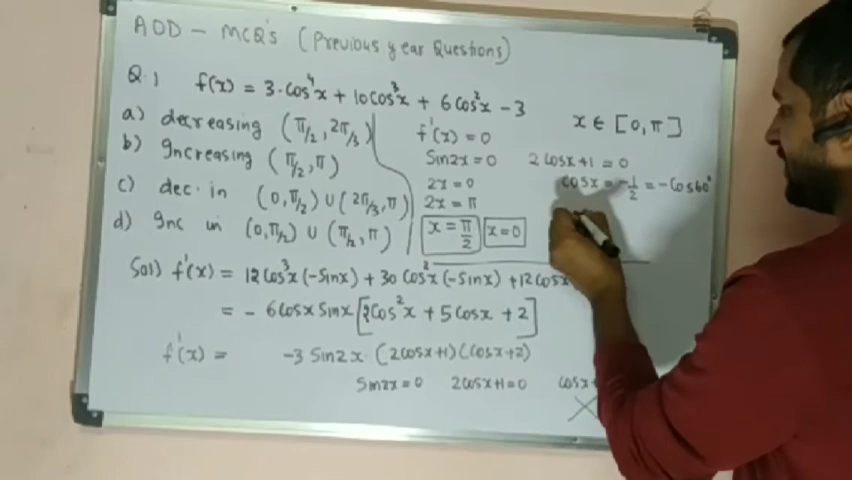 AOD - MCQ's (Previous year Questions)
Q.1 f(x) = 3·cos⁴x + 10cos³x + 6cos²x - 3
x ∈ [0, π]
a) decreasing (π/2, 2π/3)
b) Increasing (π/2, π)
c) dec. in (0, π/2) ∪ (2π/3, π)
d) Inc in (0, π/2) ∪ (π/2, π)
f'(x) = 0
Sin2x = 0 2cosx+1 = 0
2x = 0 cosx = -1/2 = -Cos60°
2x = π
x = π/2 x = 0
Sol) f'(x) = 12cos³x(-Sinx) + 30cos²x(-Sinx) + 12cosx
= - 6cosx sinx [2cos²x + 5cosx + 2]
f'(x) = -3 Sin2x · (2cosx+1)(cosx+2)
Sin2x = 0 2cosx+1 = 0 cosx+